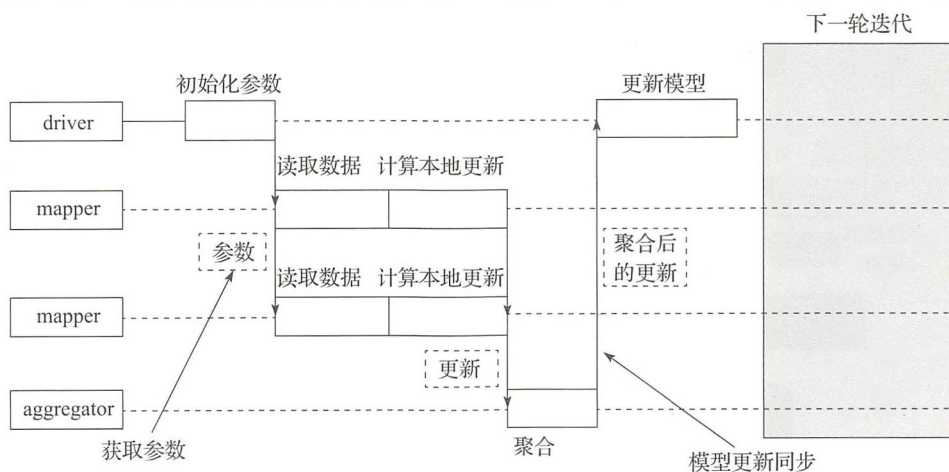 下一轮迭代
初始化参数
更新模型
driver
读取数据 计算本地更新
mapper
参数
聚合后
的更新
读取数据 计算本地更新
mapper
更新
aggregator
获取参数
聚合
模型更新同步